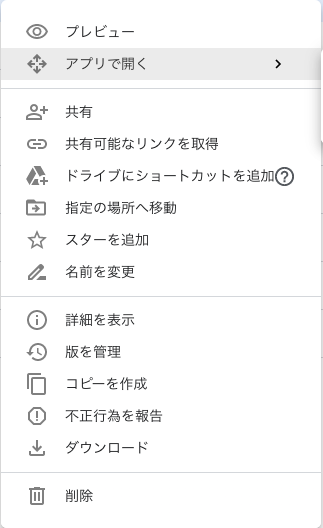 プレビュー
アプリで開く
共有
共有可能なリンクを取得
ドライブにショートカットを追加
指定の場所へ移動
スターを追加
名前を変更
詳細を表示
版を管理
コピーを作成
不正行為を報告
ダウンロード
削除